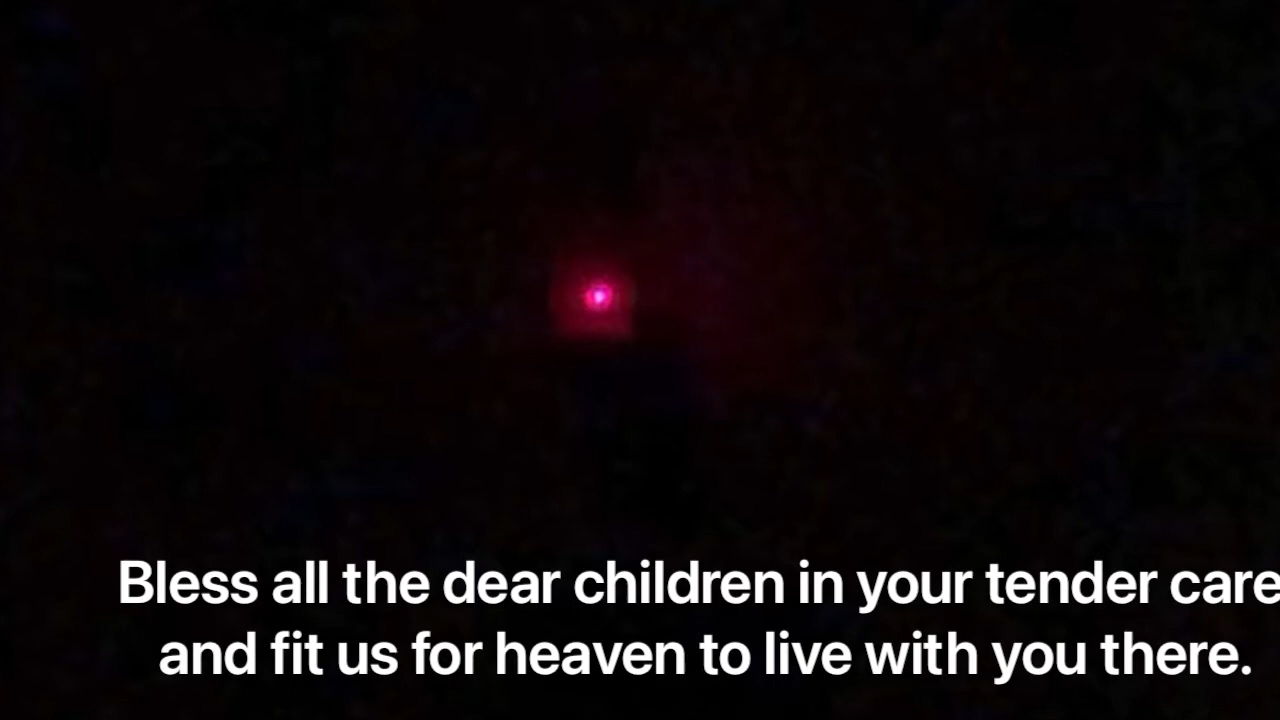 Bless all the dear children in your tender care
and fit us for heaven to live with you there.